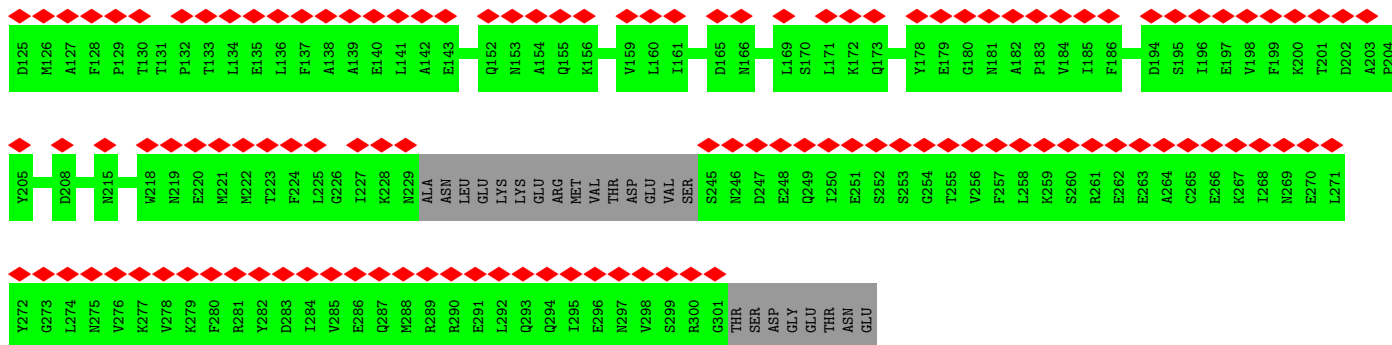 D125 M126 A127 F128 P129 T130 T131 P132 T133 L134 E135 L136 F137 A138 A139 E140 L141 A142 E143 Q152 N153 A154 Q155 K156 V159 L160 I161 D165 N166 L169 S170 L171 K172 Q173 Y178 E179 G180 N181 A182 P183 V184 I185 F186 D194 S195 I196 E197 V198 F199 K200 T201 D202 A203 P204
Y205 D208 N215 W218 N219 E220 M221 M222 T223 F224 L225 G226 I227 K228 N229 ALA ASN LEU GLU LYS LYS GLU ARG MET VAL THR ASP GLU VAL SER S245 N246 D247 E248 Q249 I250 E251 S252 S253 G254 T255 V256 F257 L258 K259 S260 R261 E262 E263 A264 C265 E266 K267 I268 N269 E270 L271
Y272 G273 L274 N275 V276 K277 V278 K279 F280 R281 Y282 D283 I284 V285 E286 Q287 M288 R289 R290 E291 L292 Q293 Q294 I295 E296 N297 V298 S299 R300 G301 THR SER ASP GLY GLU THR ASN GLU